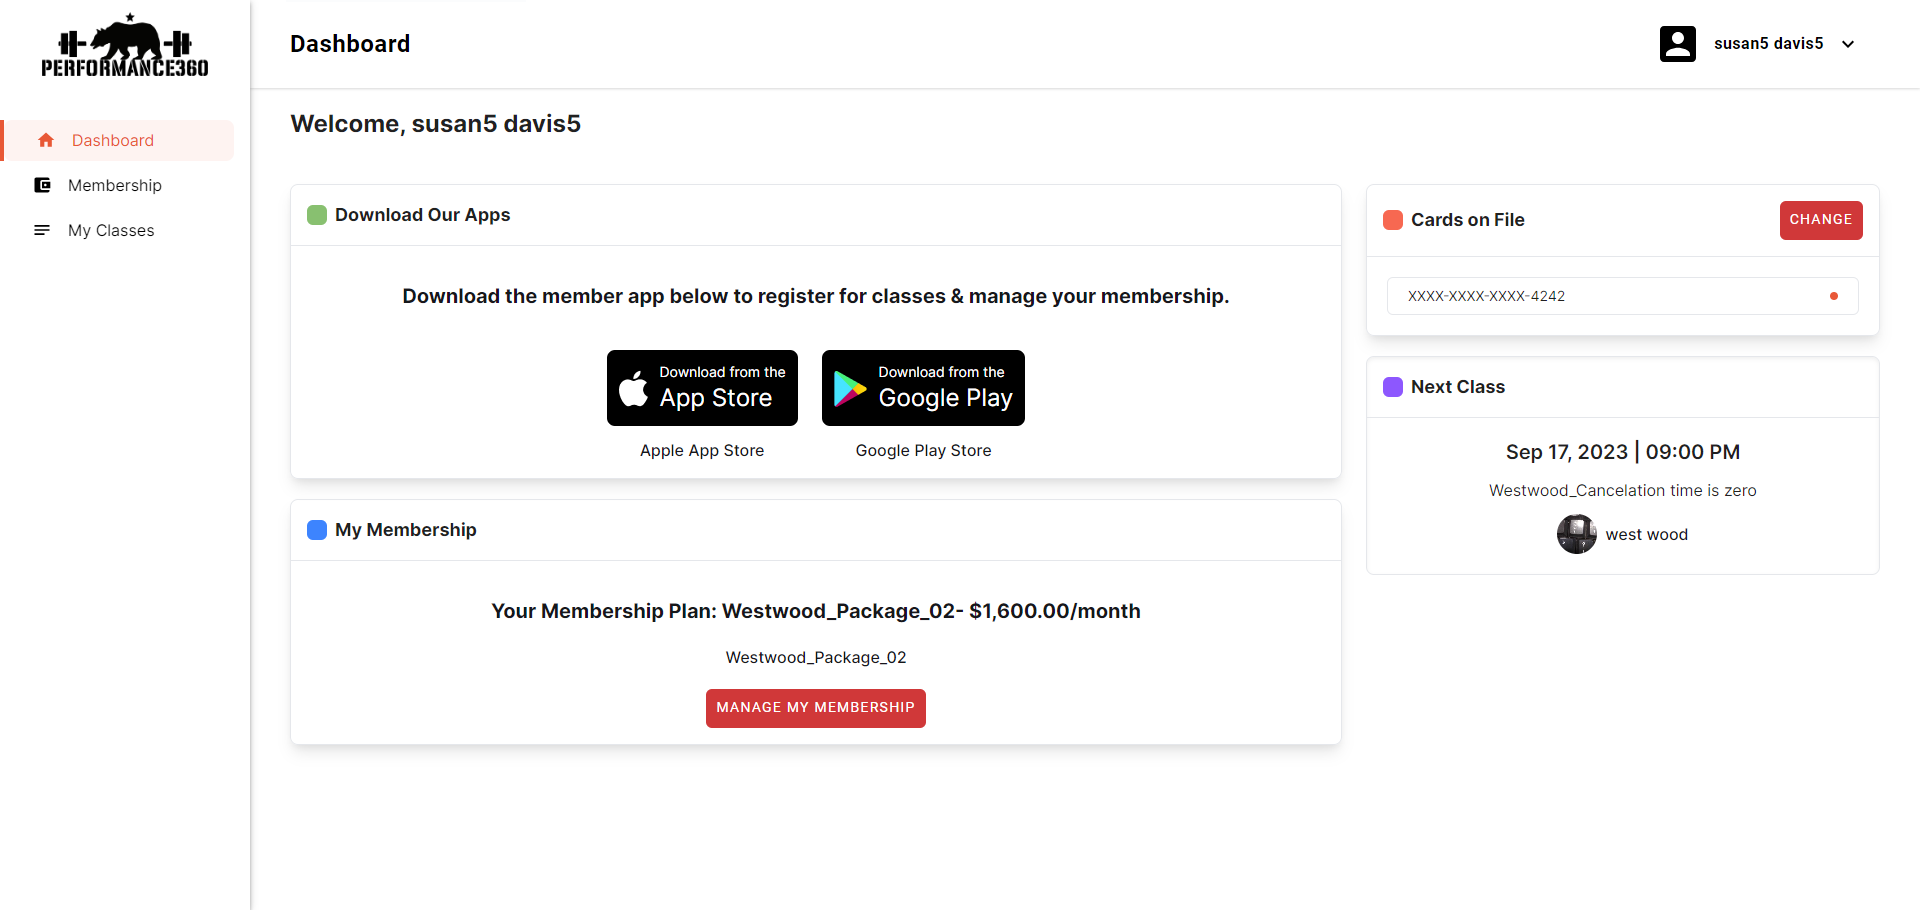 PERFORMANCE360
Dashboard
Membership
My Classes
Dashboard
susan5 davis5
Welcome, susan5 davis5
Download Our Apps
Download the member app below to register for classes & manage your membership.
Download from the
App Store
Apple App Store
Download from the
Google Play
Google Play Store
My Membership
Your Membership Plan: Westwood_Package_02- $1,600.00/month
Westwood_Package_02
MANAGE MY MEMBERSHIP
Cards on File
CHANGE
XXXX-XXXX-XXXX-4242
Next Class
Sep 17, 2023 | 09:00 PM
Westwood_Cancelation time is zero
west wood